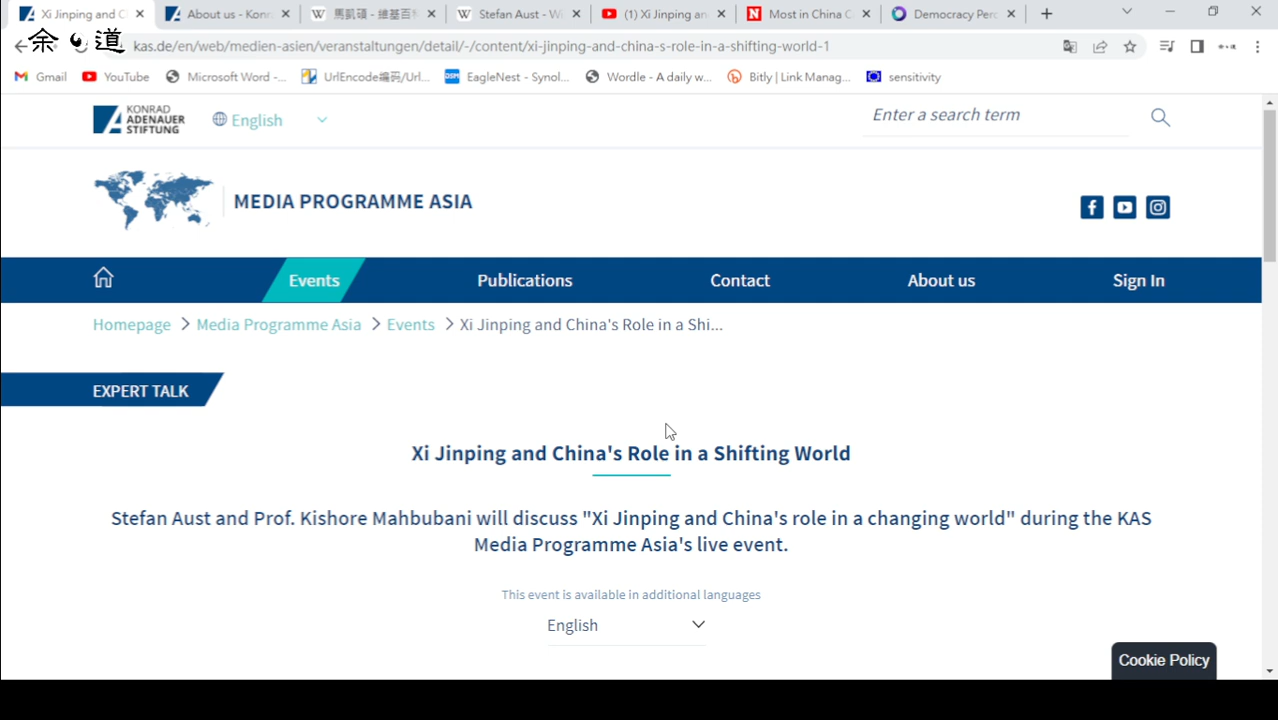 Xi Jinping and C
About us - Konr
馬凱碩 - 維基百科
Stefan Aust - Wi
(1) Xi Jinping an
Most in China C
Democracy Perc
余道
kas.de/en/web/medien-asien/veranstaltungen/detail/-/content/xi-jinping-and-china-s-role-in-a-shifting-world-1
Gmail
YouTube
Microsoft Word -...
UrlEncode編码/Url...
EagleNest - Synol...
Wordle - A daily w...
Bitly | Link Manag...
sensitivity
KONRAD
ADENAUER
STIFTUNG
English
Enter a search term
MEDIA PROGRAMME ASIA
Events
Publications
Contact
About us
Sign In
Homepage > Media Programme Asia > Events > Xi Jinping and China's Role in a Shi...
EXPERT TALK
Xi Jinping and China's Role in a Shifting World
Stefan Aust and Prof. Kishore Mahbubani will discuss "Xi Jinping and China's role in a changing world" during the KAS
Media Programme Asia's live event.
This event is available in additional languages
English
Cookie Policy